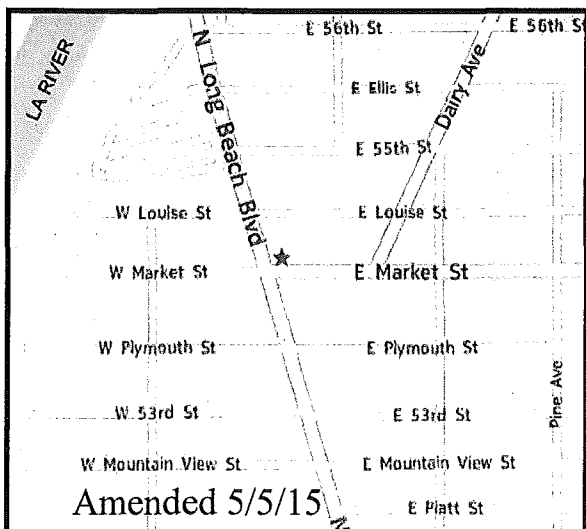 E 56th St
E 56th St
LA RIVER
N Long Beach Blvd
Dairy Ave
E Ellis St
E 55th St
W Louise St
E Louise St
W Market St
E Market St
W Plymouth St
E Plymouth St
Pine Ave
W 53rd St
E 53rd St
W Mountain View St
E Mountain View St
Amended 5/5/15
N
E Platt St